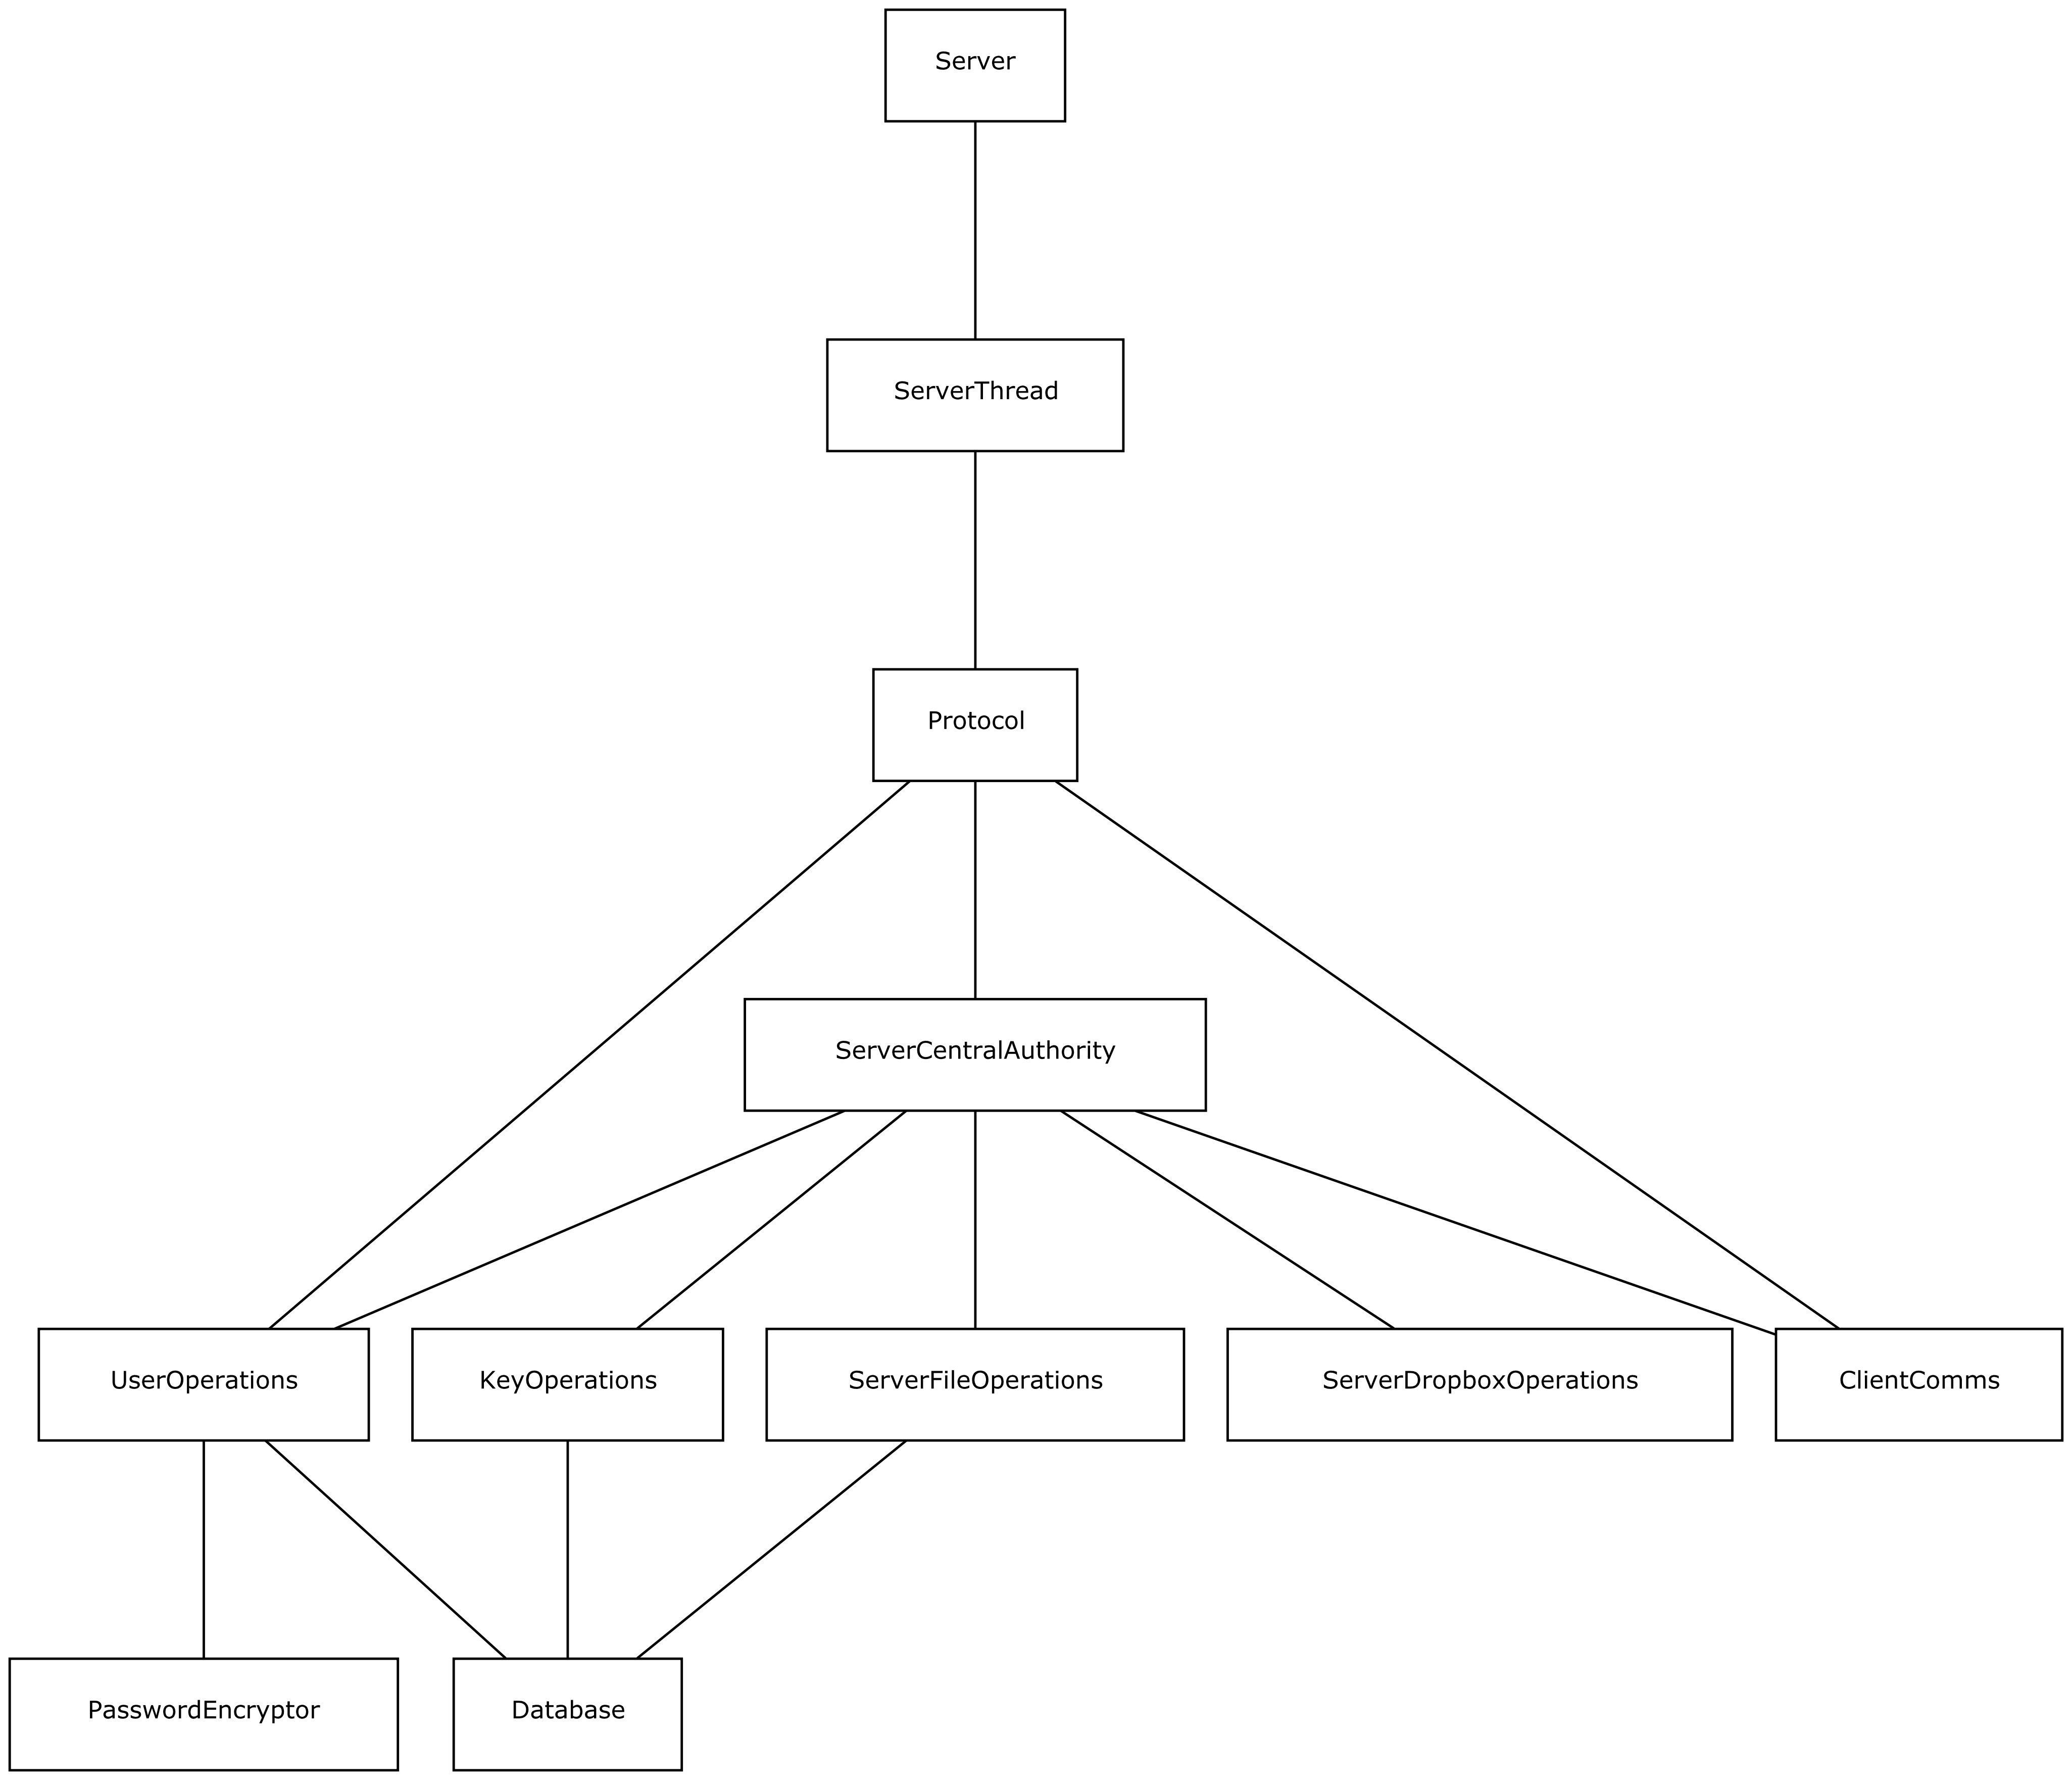 Server
ServerThread
Protocol
ServerCentralAuthority
UserOperations
KeyOperations
ServerFileOperations
ServerDropboxOperations
ClientComms
PasswordEncryptor
Database